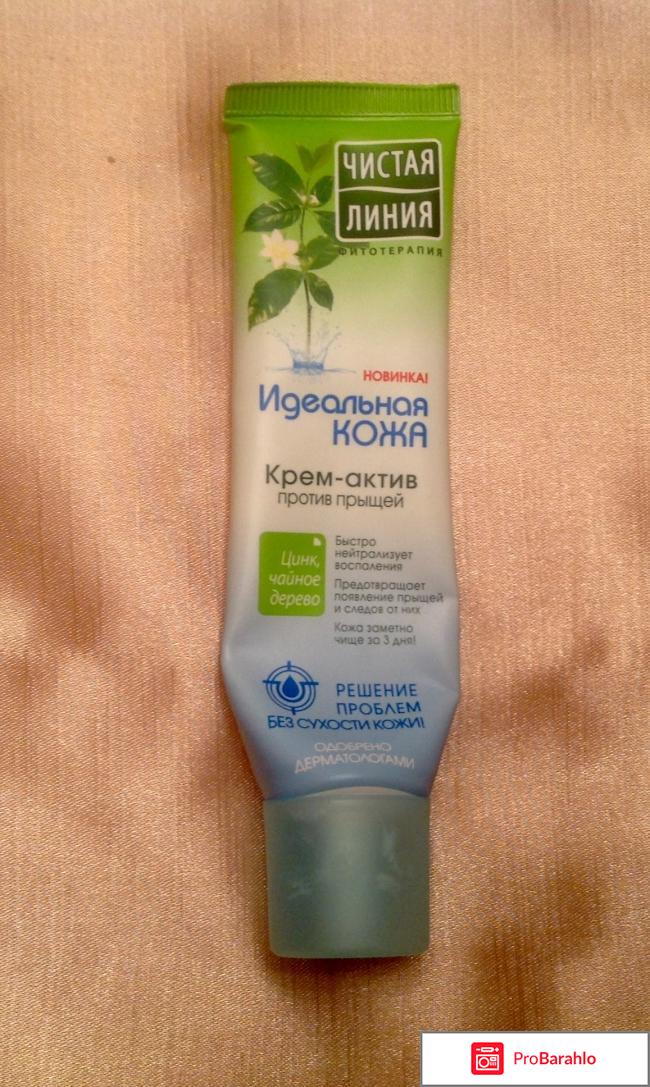 ЧИСТАЯ
ЛИНИЯ
ФИТОТЕРАПИЯ
НОВИНКА!
Идеальная
КОЖА
Крем-актив
против прыщей
Цинк,
чайное
дерево
Быстро
нейтрализует
воспаления
Предотвращает
появление прыщей
и следов от них
Кожа заметно
чище за 3 дня!
РЕШЕНИЕ
ПРОБЛЕМ
БЕЗ СУХОСТИ КОЖИ!
ОДОБРЕНО
ДЕРМАТОЛОГАМИ
ProBarahlo